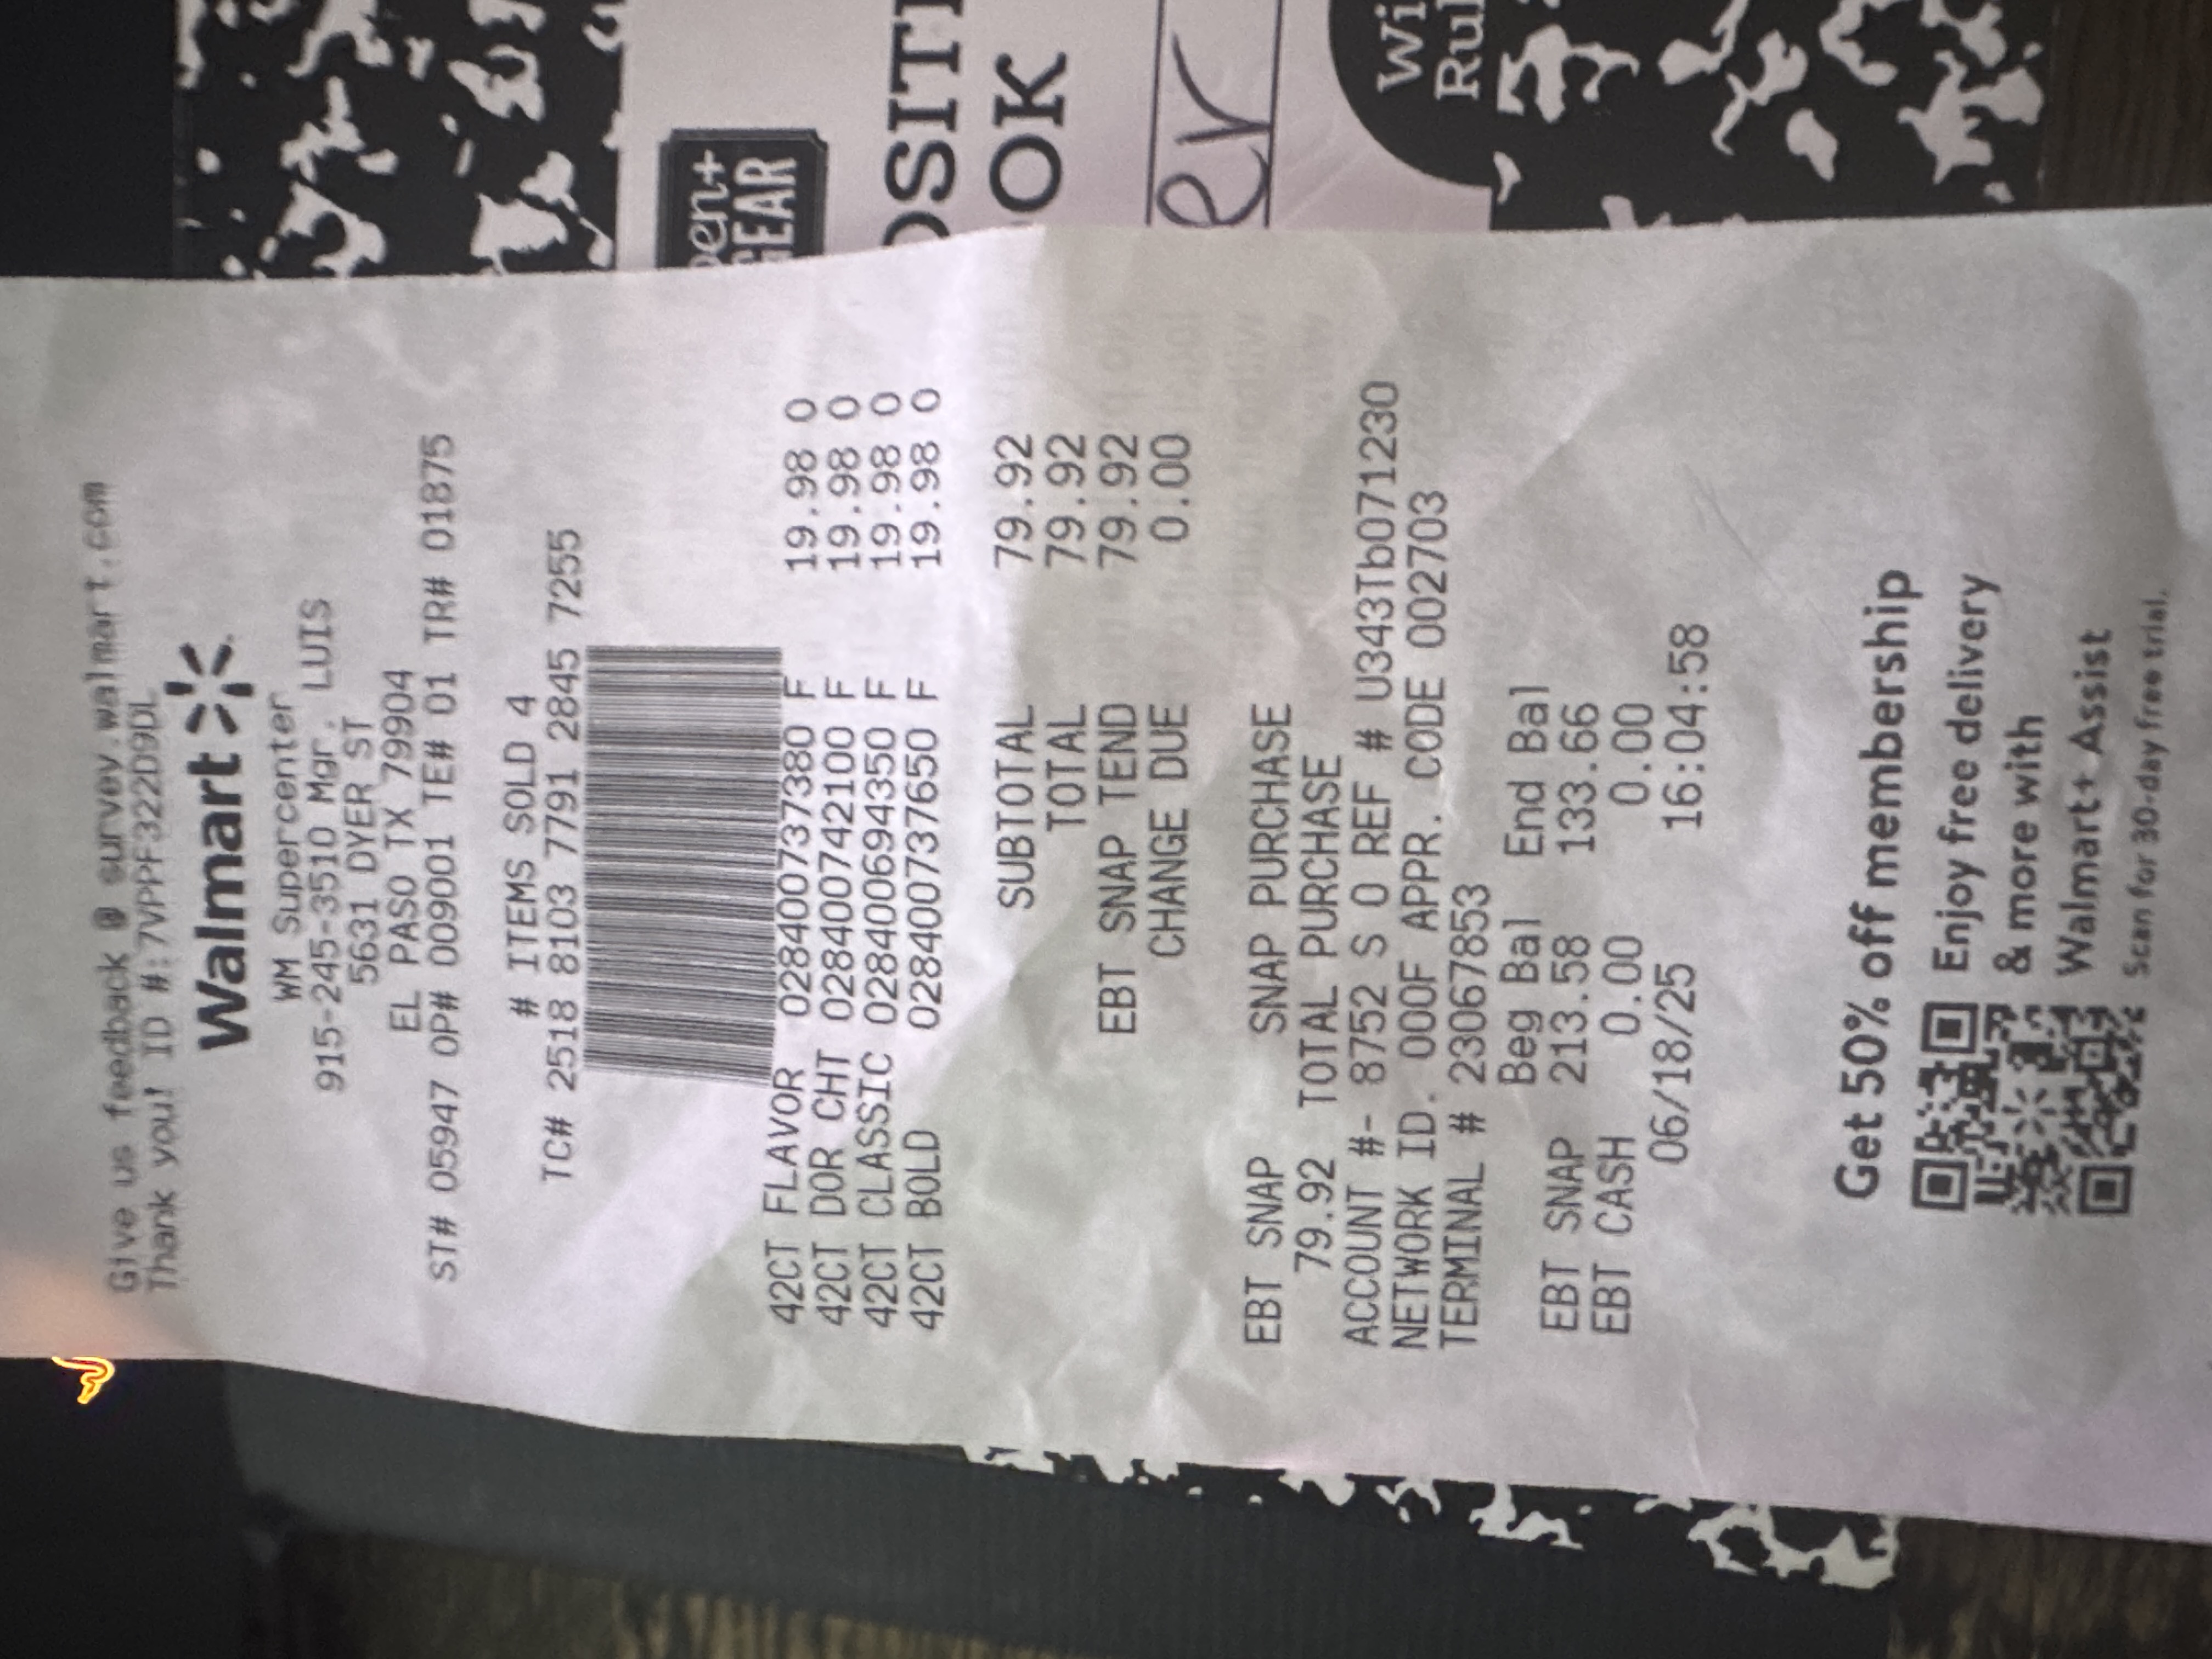 Give us feedback @ survey.walmart.com
Thank you! ID #:7VPPF322D9DL
Walmart
WM Supercenter
915-245-3510 Mgr. LUIS
5631 DYER ST
EL PASO TX 79904
ST# 05947 OP# 009001 TE# 01 TR# 01875
# ITEMS SOLD 4
TC# 2518 8103 7791 2845 7255
42CT FLAVOR 028400737380 F 19.98 O
42CT DOR CHT 028400742100 F 19.98 O
42CT CLASSIC 028400694350 F 19.98 O
42CT BOLD 028400737650 F 19.98 O
SUBTOTAL 79.92
TOTAL 79.92
EBT SNAP TEND 79.92
CHANGE DUE 0.00
EBT SNAP SNAP PURCHASE
79.92 TOTAL PURCHASE
ACCOUNT #- 8752 S O REF # U343Tb071230
NETWORK ID. 000F APPR. CODE 002703
TERMINAL # 23067853
Beg Bal End Bal
EBT SNAP 213.58 133.66
EBT CASH 0.00 0.00
06/18/25 16:04:58
Get 50% off membership
Enjoy free delivery
& more with
Walmart+ Assist
Scan for 30-day free trial.
pen+
GEAR
OSITI
OK
er
Wi
Rul